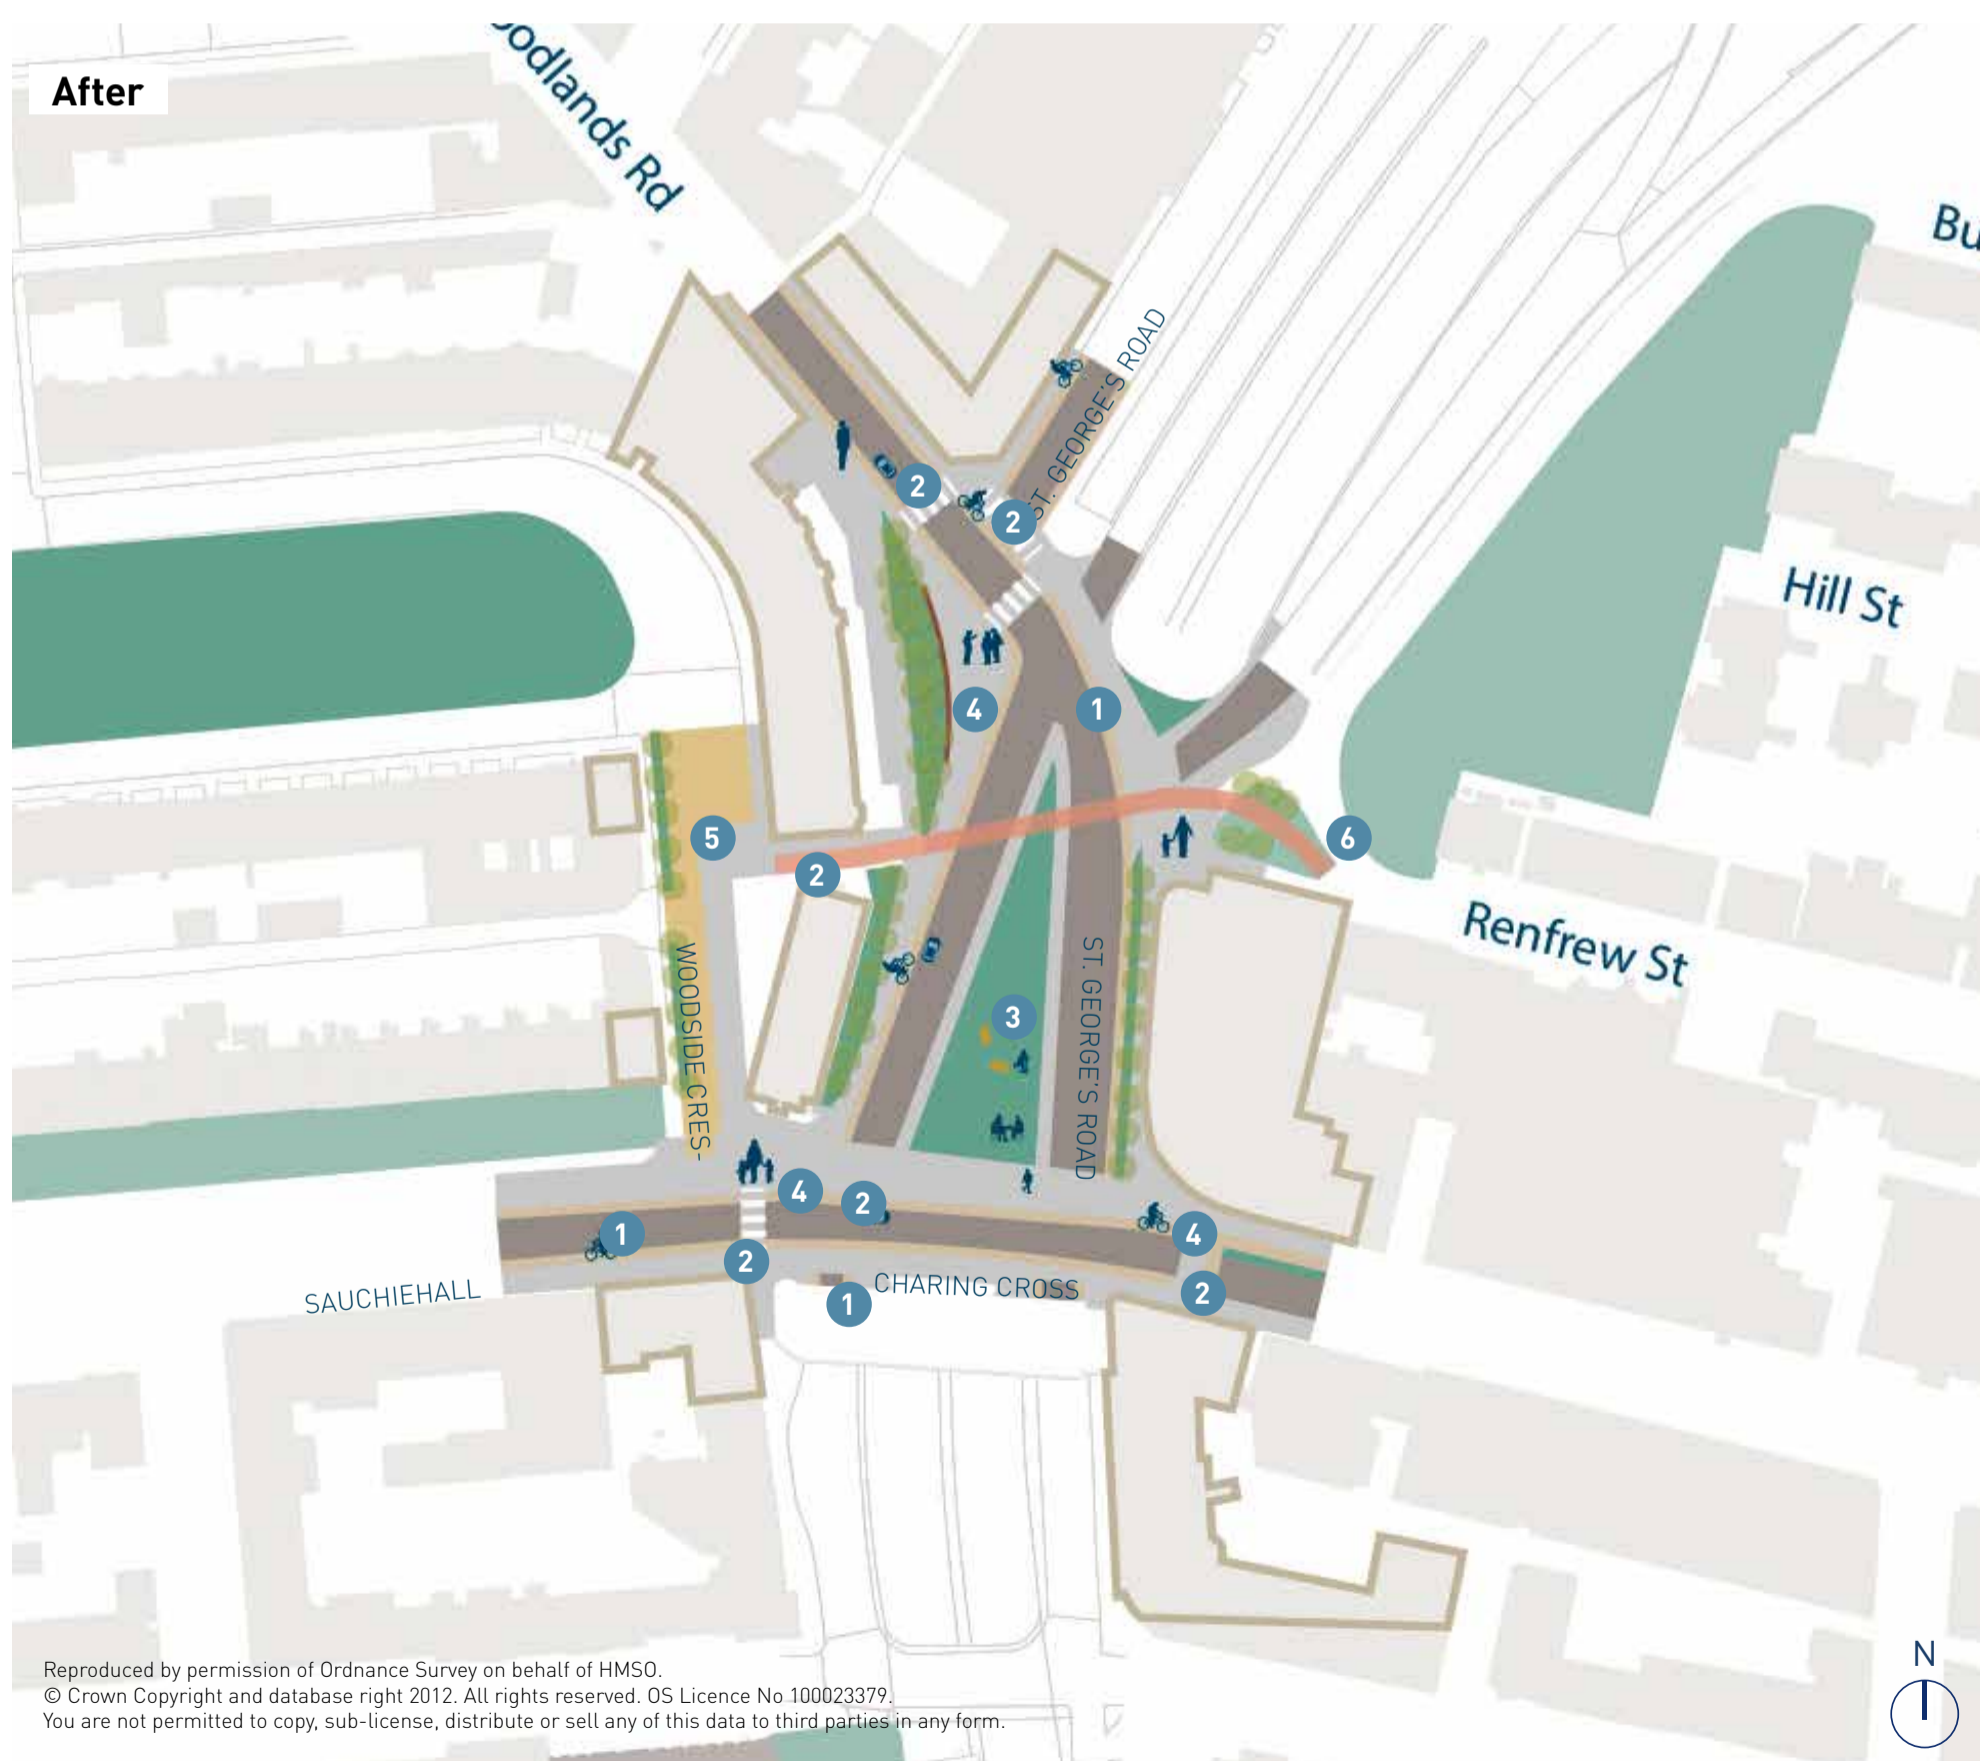 After
oodlands Rd
Bu
ST. GEORGE'S ROAD
2
2
Hill St
4
1
5
2
6
Renfrew St
WOODSIDE CRES-
ST. GEORGE'S ROAD
3
4
2
1
4
2
2
SAUCHIEHALL
CHARING CROSS
1
Reproduced by permission of Ordnance Survey on behalf of HMSO.
© Crown Copyright and database right 2012. All rights reserved. OS Licence No 100023379.
You are not permitted to copy, sub-license, distribute or sell any of this data to third parties in any form.
N